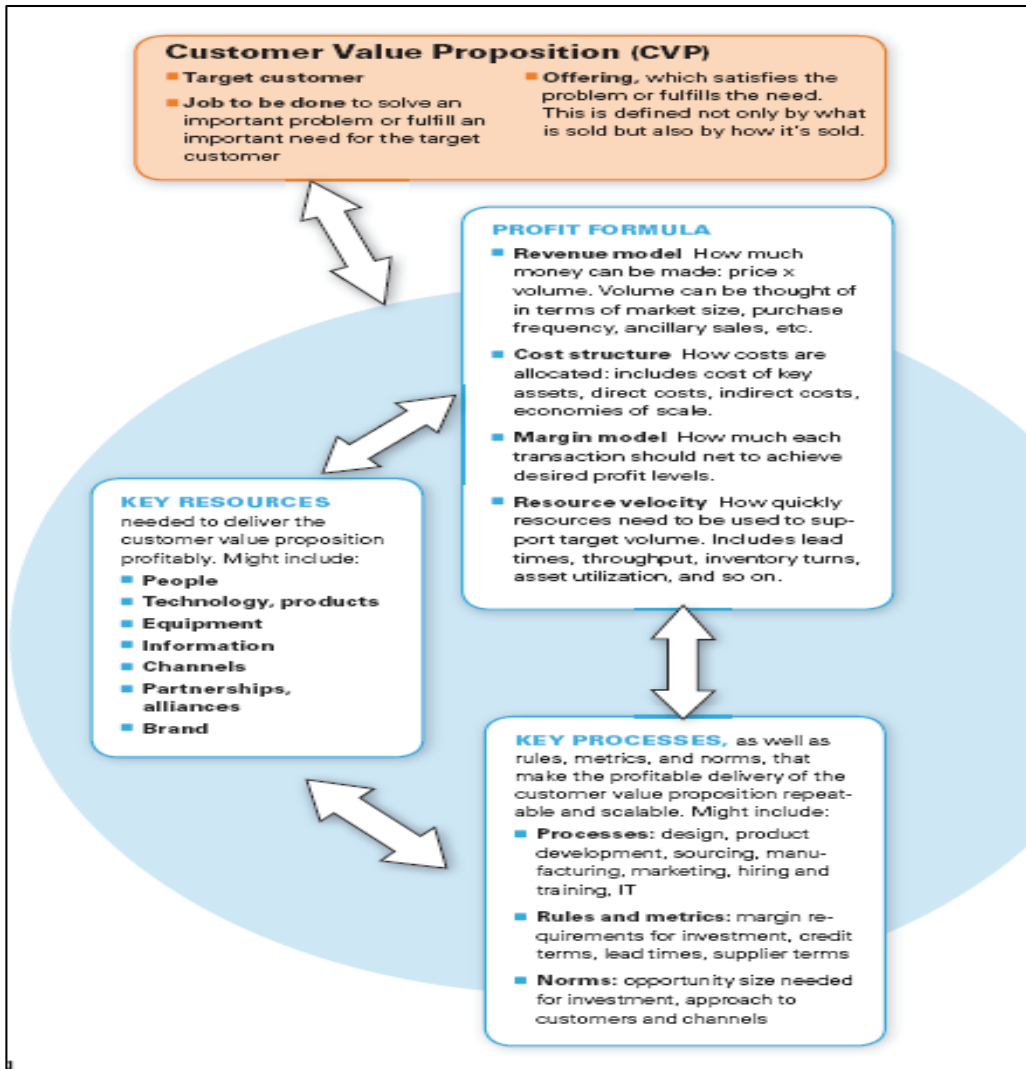 Customer Value Proposition (CVP)
Target customer
Job to be done to solve an
important problem or fulfill an
important need for the target
customer
Offering, which satisfies the
problem or fulfills the need.
This is defined not only by what
is sold but also by how it's sold.
PROFIT FORMULA
Revenue model How much
money can be made: price x
volume. Volume can be thought of
in terms of market size, purchase
frequency, ancillary sales, etc.
Cost structure How costs are
allocated: includes cost of key
assets, direct costs, indirect costs,
economies of scale.
Margin model How much each
transaction should net to achieve
desired profit levels.
Resource velocity How quickly
resources need to be used to sup-
port target volume. Includes lead
times, throughput, inventory turns,
asset utilization, and so on.
KEY RESOURCES
needed to deliver the
customer value proposition
profitably. Might include:
People
Technology, products
Equipment
Information
Channels
Partnerships,
alliances
Brand
KEY PROCESSES, as well as
rules, metrics, and norms, that
make the profitable delivery of the
customer value proposition repeat-
able and scalable. Might include:
Processes: design, product
development, sourcing, manu-
facturing, marketing, hiring and
training, IT
Rules and metrics: margin re-
quirements for investment, credit
terms, lead times, supplier terms
Norms: opportunity size needed
for investment, approach to
customers and channels